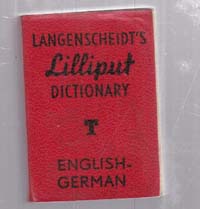 LANGENSCHEIDT'S
Lilliput
DICTIONARY
T
ENGLISH-
GERMAN